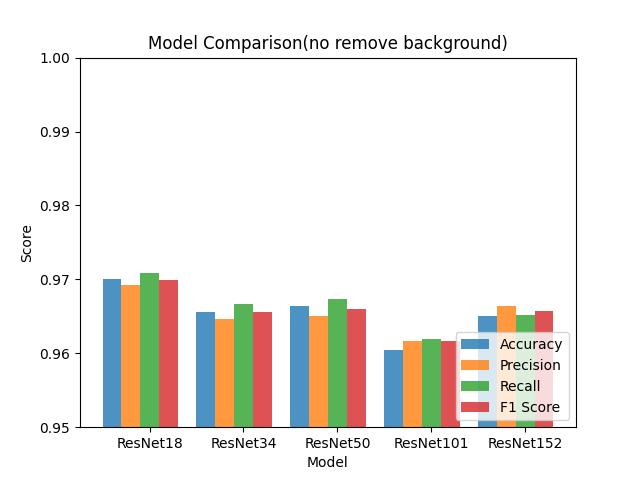 Model Comparison(no remove background)
1.00
0.99
0.98
0.97
0.96
0.95
Score
ResNet18
ResNet34
ResNet50
ResNet101
ResNet152
Model
Accuracy
Precision
Recall
F1 Score